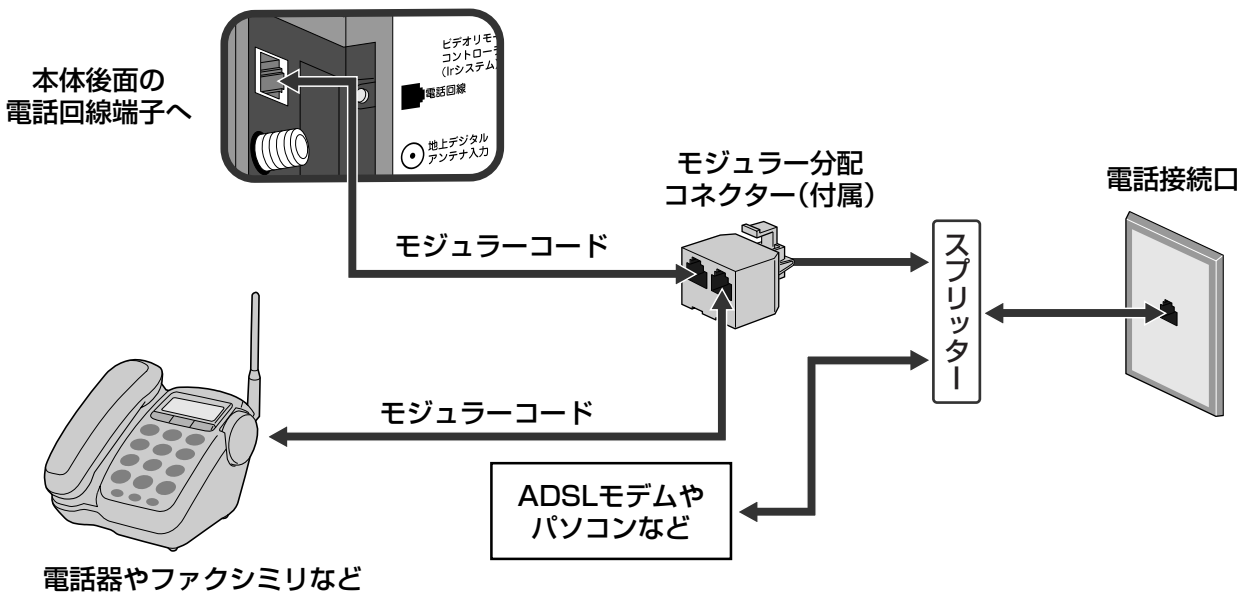 本体後面の
電話回線端子へ
ビデオリモー
コントローラ
(Irシステム)
電話回線
地上デジタル
アンテナ入力
モジュラー分配
コネクター(付属)
電話接続口
モジュラーコード
スプリッター
モジュラーコード
ADSLモデムや
パソコンなど
電話器やファクシミリなど